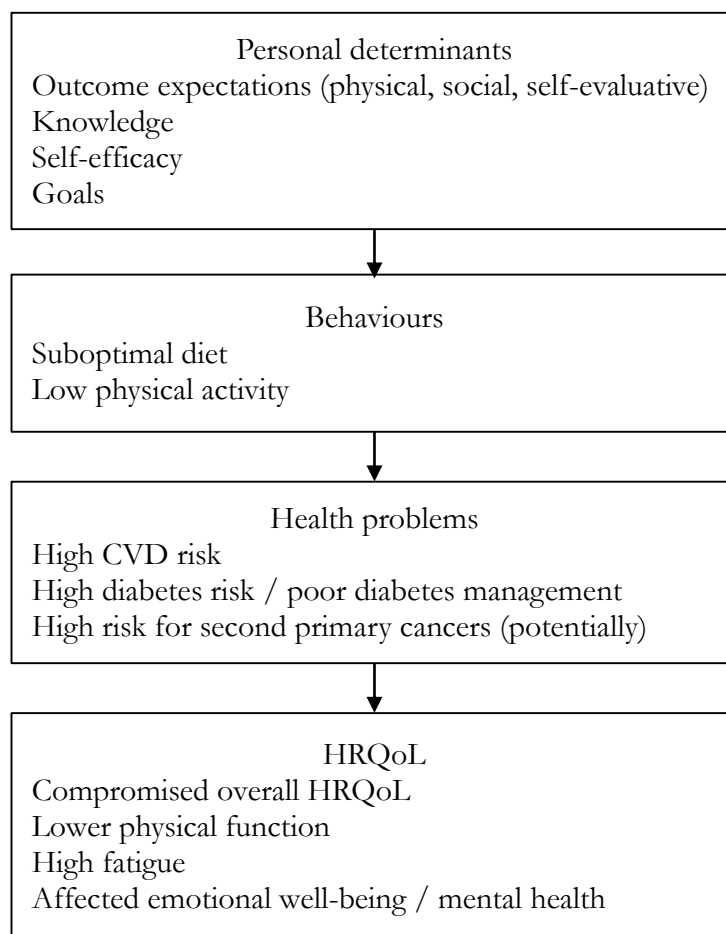 Personal determinants
Outcome expectations (physical, social, self-evaluative)
Knowledge
Self-efficacy
Goals
Behaviours
Suboptimal diet
Low physical activity
Health problems
High CVD risk
High diabetes risk / poor diabetes management
High risk for second primary cancers (potentially)
HRQoL
Compromised overall HRQoL
Lower physical function
High fatigue
Affected emotional well-being / mental health